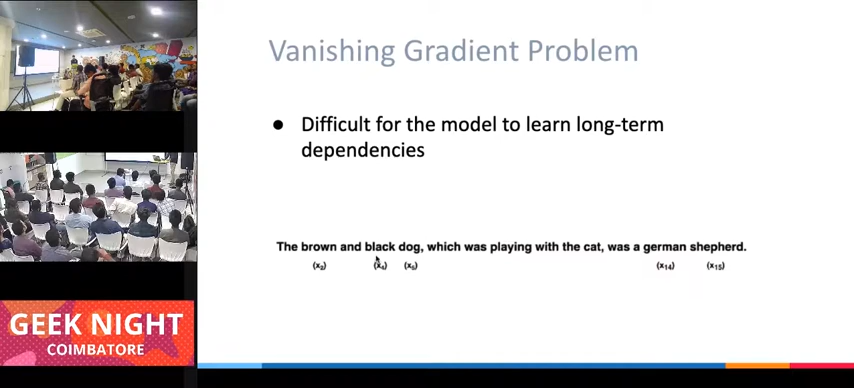 Vanishing Gradient Problem
● Difficult for the model to learn long-term
dependencies
The brown and black dog, which was playing with the cat, was a german shepherd.
(x₂) (x₄) (x₅) (x₁₄) (x₁₅)
GEEK NIGHT
COIMBATORE